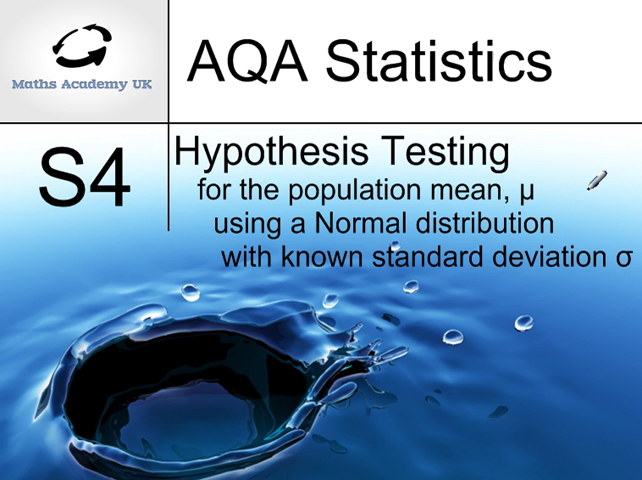 Maths Academy UK
AQA Statistics
S4
Hypothesis Testing
for the population mean, μ
using a Normal distribution
with known standard deviation σ